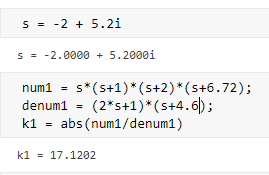 s = -2 + 5.2i
s = -2.0000 + 5.2000i
num1 = s*(s+1)*(s+2)*(s+6.72);
denum1 = (2*s+1)*(s+4.6);
k1 = abs(num1/denum1)
k1 = 17.1202